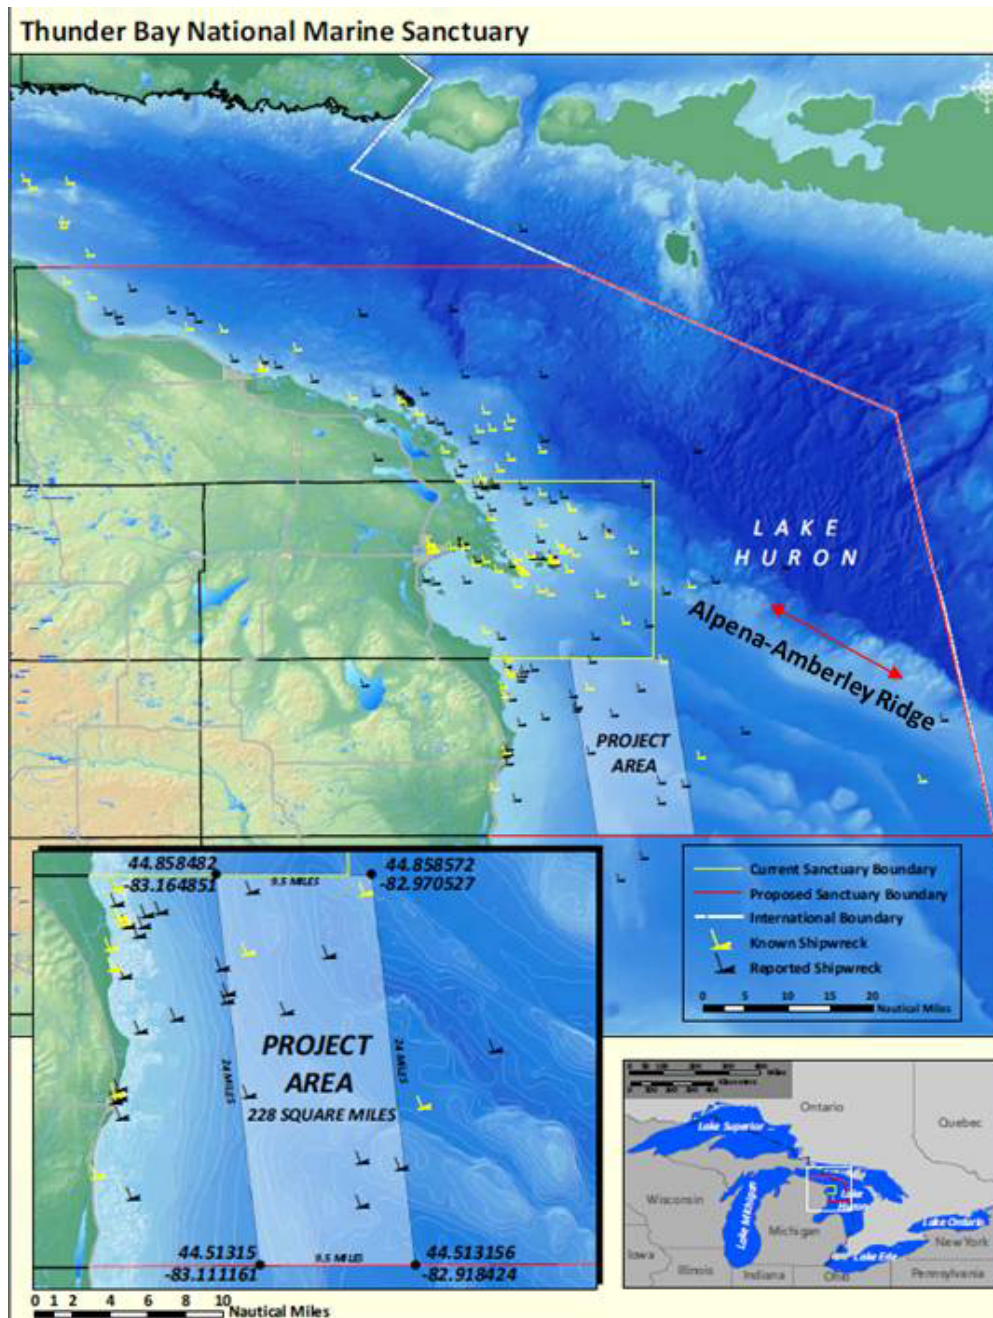 Thunder Bay National Marine Sanctuary
LAKE
HURON
Alpena-Amberley Ridge
PROJECT
AREA
Current Sanctuary Boundary
Proposed Sanctuary Boundary
International Boundary
Known Shipwreck
Reported Shipwreck
0 5 10 15 20
Nautical Miles
44.858482
-83.164851
9.5 MILES
44.858572
-82.970527
24 MILES
24 MILES
PROJECT
AREA
228 SQUARE MILES
44.51315
-83.111161
9.5 MILES
44.513156
-82.918424
0 1 2 4 6 8 10
Nautical Miles
Ontario
Quebec
Lake Superior
Wisconsin
Lake Michigan
Michigan
Lake
Huron
Lake Ontario
New York
Lake Erie
Iowa
Illinois
Indiana
Ohio
Pennsylvania